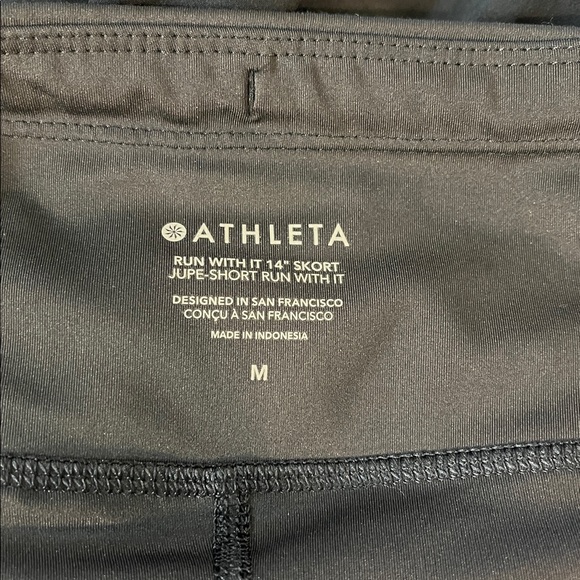 ATHLETA
RUN WITH IT 14" SKORT
JUPE-SHORT RUN WITH IT
DESIGNED IN SAN FRANCISCO
CONÇU À SAN FRANCISCO
MADE IN INDONESIA
M